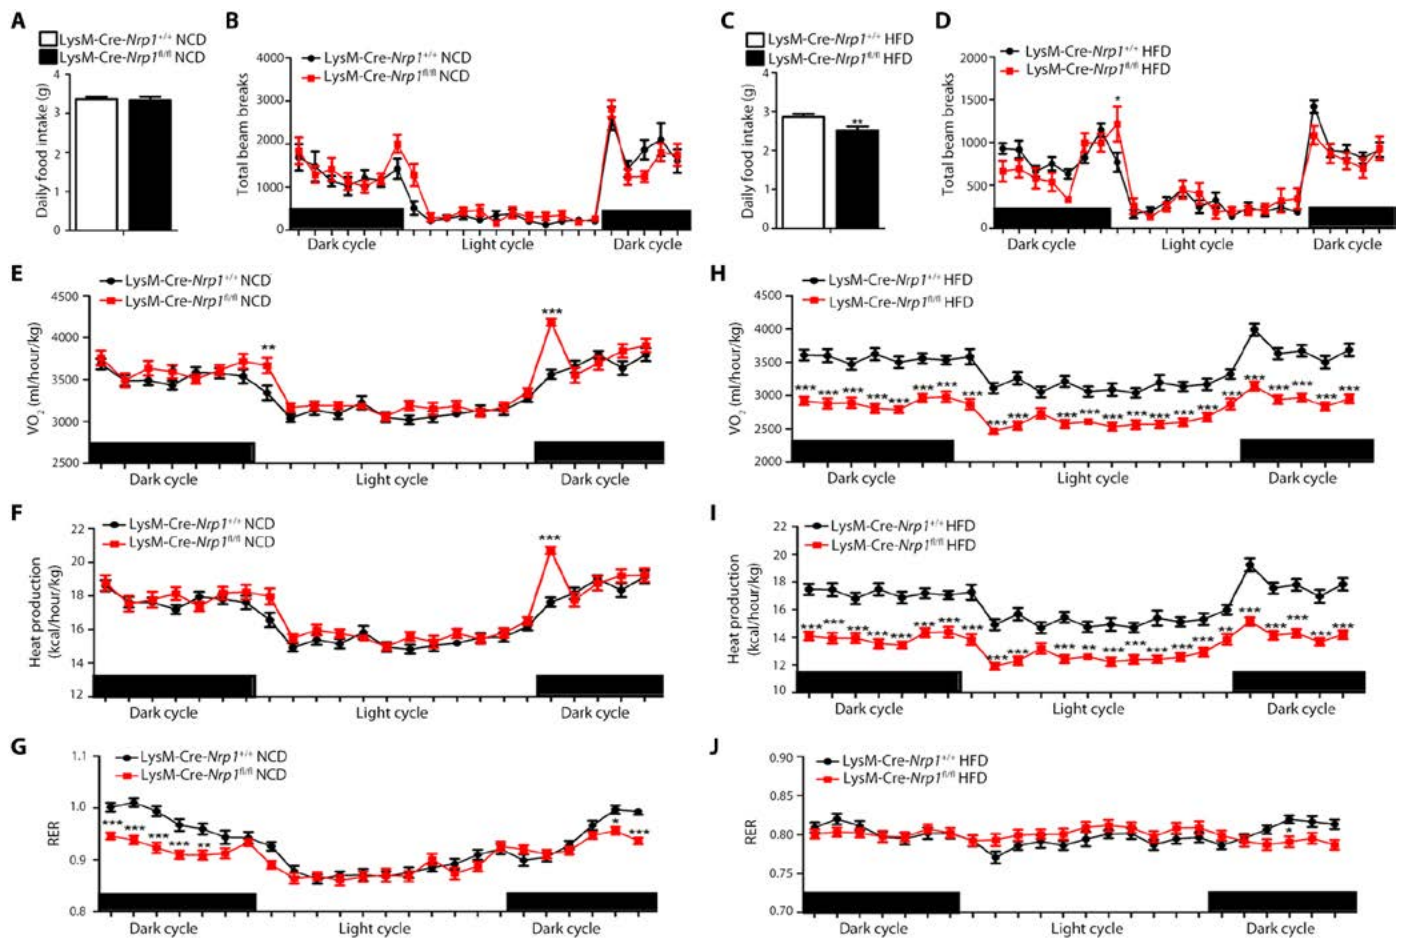 A
LysM-Cre-Nrp1+/+ NCD
LysM-Cre-Nrp1fl/fl NCD
Daily food intake (g)
4
3
2
1
0
B
LysM-Cre-Nrp1+/+ NCD
LysM-Cre-Nrp1fl/fl NCD
Total beam breaks
4000
3000
2000
1000
0
Dark cycle Light cycle Dark cycle
C
LysM-Cre-Nrp1+/+ HFD
LysM-Cre-Nrp1fl/fl HFD
Daily food intake (g)
4
3
2
1
0
**
D
LysM-Cre-Nrp1+/+ HFD
LysM-Cre-Nrp1fl/fl HFD
Total beam breaks
2000
1500
1000
500
0
*
Dark cycle Light cycle Dark cycle
E
LysM-Cre-Nrp1+/+ NCD
LysM-Cre-Nrp1fl/fl NCD
VO2 (ml/hour/kg)
4500
4000
3500
3000
2500
** ***
Dark cycle Light cycle Dark cycle
H
LysM-Cre-Nrp1+/+ HFD
LysM-Cre-Nrp1fl/fl HFD
VO2 (ml/hour/kg)
4500
4000
3500
3000
2500
2000
Dark cycle Light cycle Dark cycle
F
LysM-Cre-Nrp1+/+ NCD
LysM-Cre-Nrp1fl/fl NCD
Heat production
(kcal/hour/kg)
22
20
18
16
14
12
***
Dark cycle Light cycle Dark cycle
I
LysM-Cre-Nrp1+/+ HFD
LysM-Cre-Nrp1fl/fl HFD
Heat production
(kcal/hour/kg)
22
20
18
16
14
12
10
Dark cycle Light cycle Dark cycle
G
LysM-Cre-Nrp1+/+ NCD
LysM-Cre-Nrp1fl/fl NCD
RER
1.1
1.0
0.9
0.8
*** *** *** *** ** * ***
Dark cycle Light cycle Dark cycle
J
LysM-Cre-Nrp1+/+ HFD
LysM-Cre-Nrp1fl/fl HFD
RER
0.90
0.85
0.80
0.75
0.70
*
Dark cycle Light cycle Dark cycle